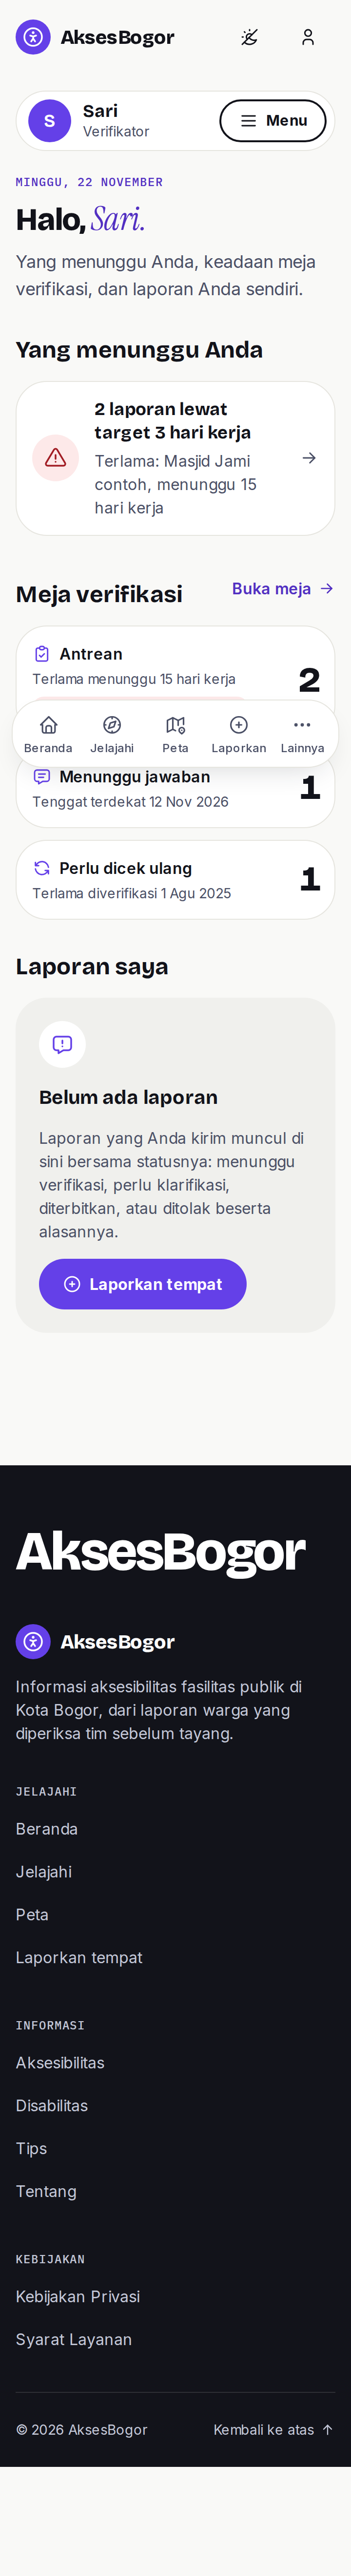 AksesBogor
S
Sari
Verifikator
Menu
MINGGU, 22 NOVEMBER
Halo, Sari.
Yang menunggu Anda, keadaan meja
verifikasi, dan laporan Anda sendiri.
Yang menunggu Anda
2 laporan lewat
target 3 hari kerja
Terlama: Masjid Jami
contoh, menunggu 15
hari kerja
Meja verifikasi
Buka meja
Antrean
Terlama menunggu 15 hari kerja
2
Beranda
Jelajahi
Peta
Laporkan
Lainnya
Menunggu jawaban
Tenggat terdekat 12 Nov 2026
1
Perlu dicek ulang
Terlama diverifikasi 1 Agu 2025
1
Laporan saya
Belum ada laporan
Laporan yang Anda kirim muncul di
sini bersama statusnya: menunggu
verifikasi, perlu klarifikasi,
diterbitkan, atau ditolak beserta
alasannya.
Laporkan tempat
AksesBogor
AksesBogor
Informasi aksesibilitas fasilitas publik di
Kota Bogor, dari laporan warga yang
diperiksa tim sebelum tayang.
JELAJAHI
Beranda
Jelajahi
Peta
Laporkan tempat
INFORMASI
Aksesibilitas
Disabilitas
Tips
Tentang
KEBIJAKAN
Kebijakan Privasi
Syarat Layanan
© 2026 AksesBogor
Kembali ke atas ↑